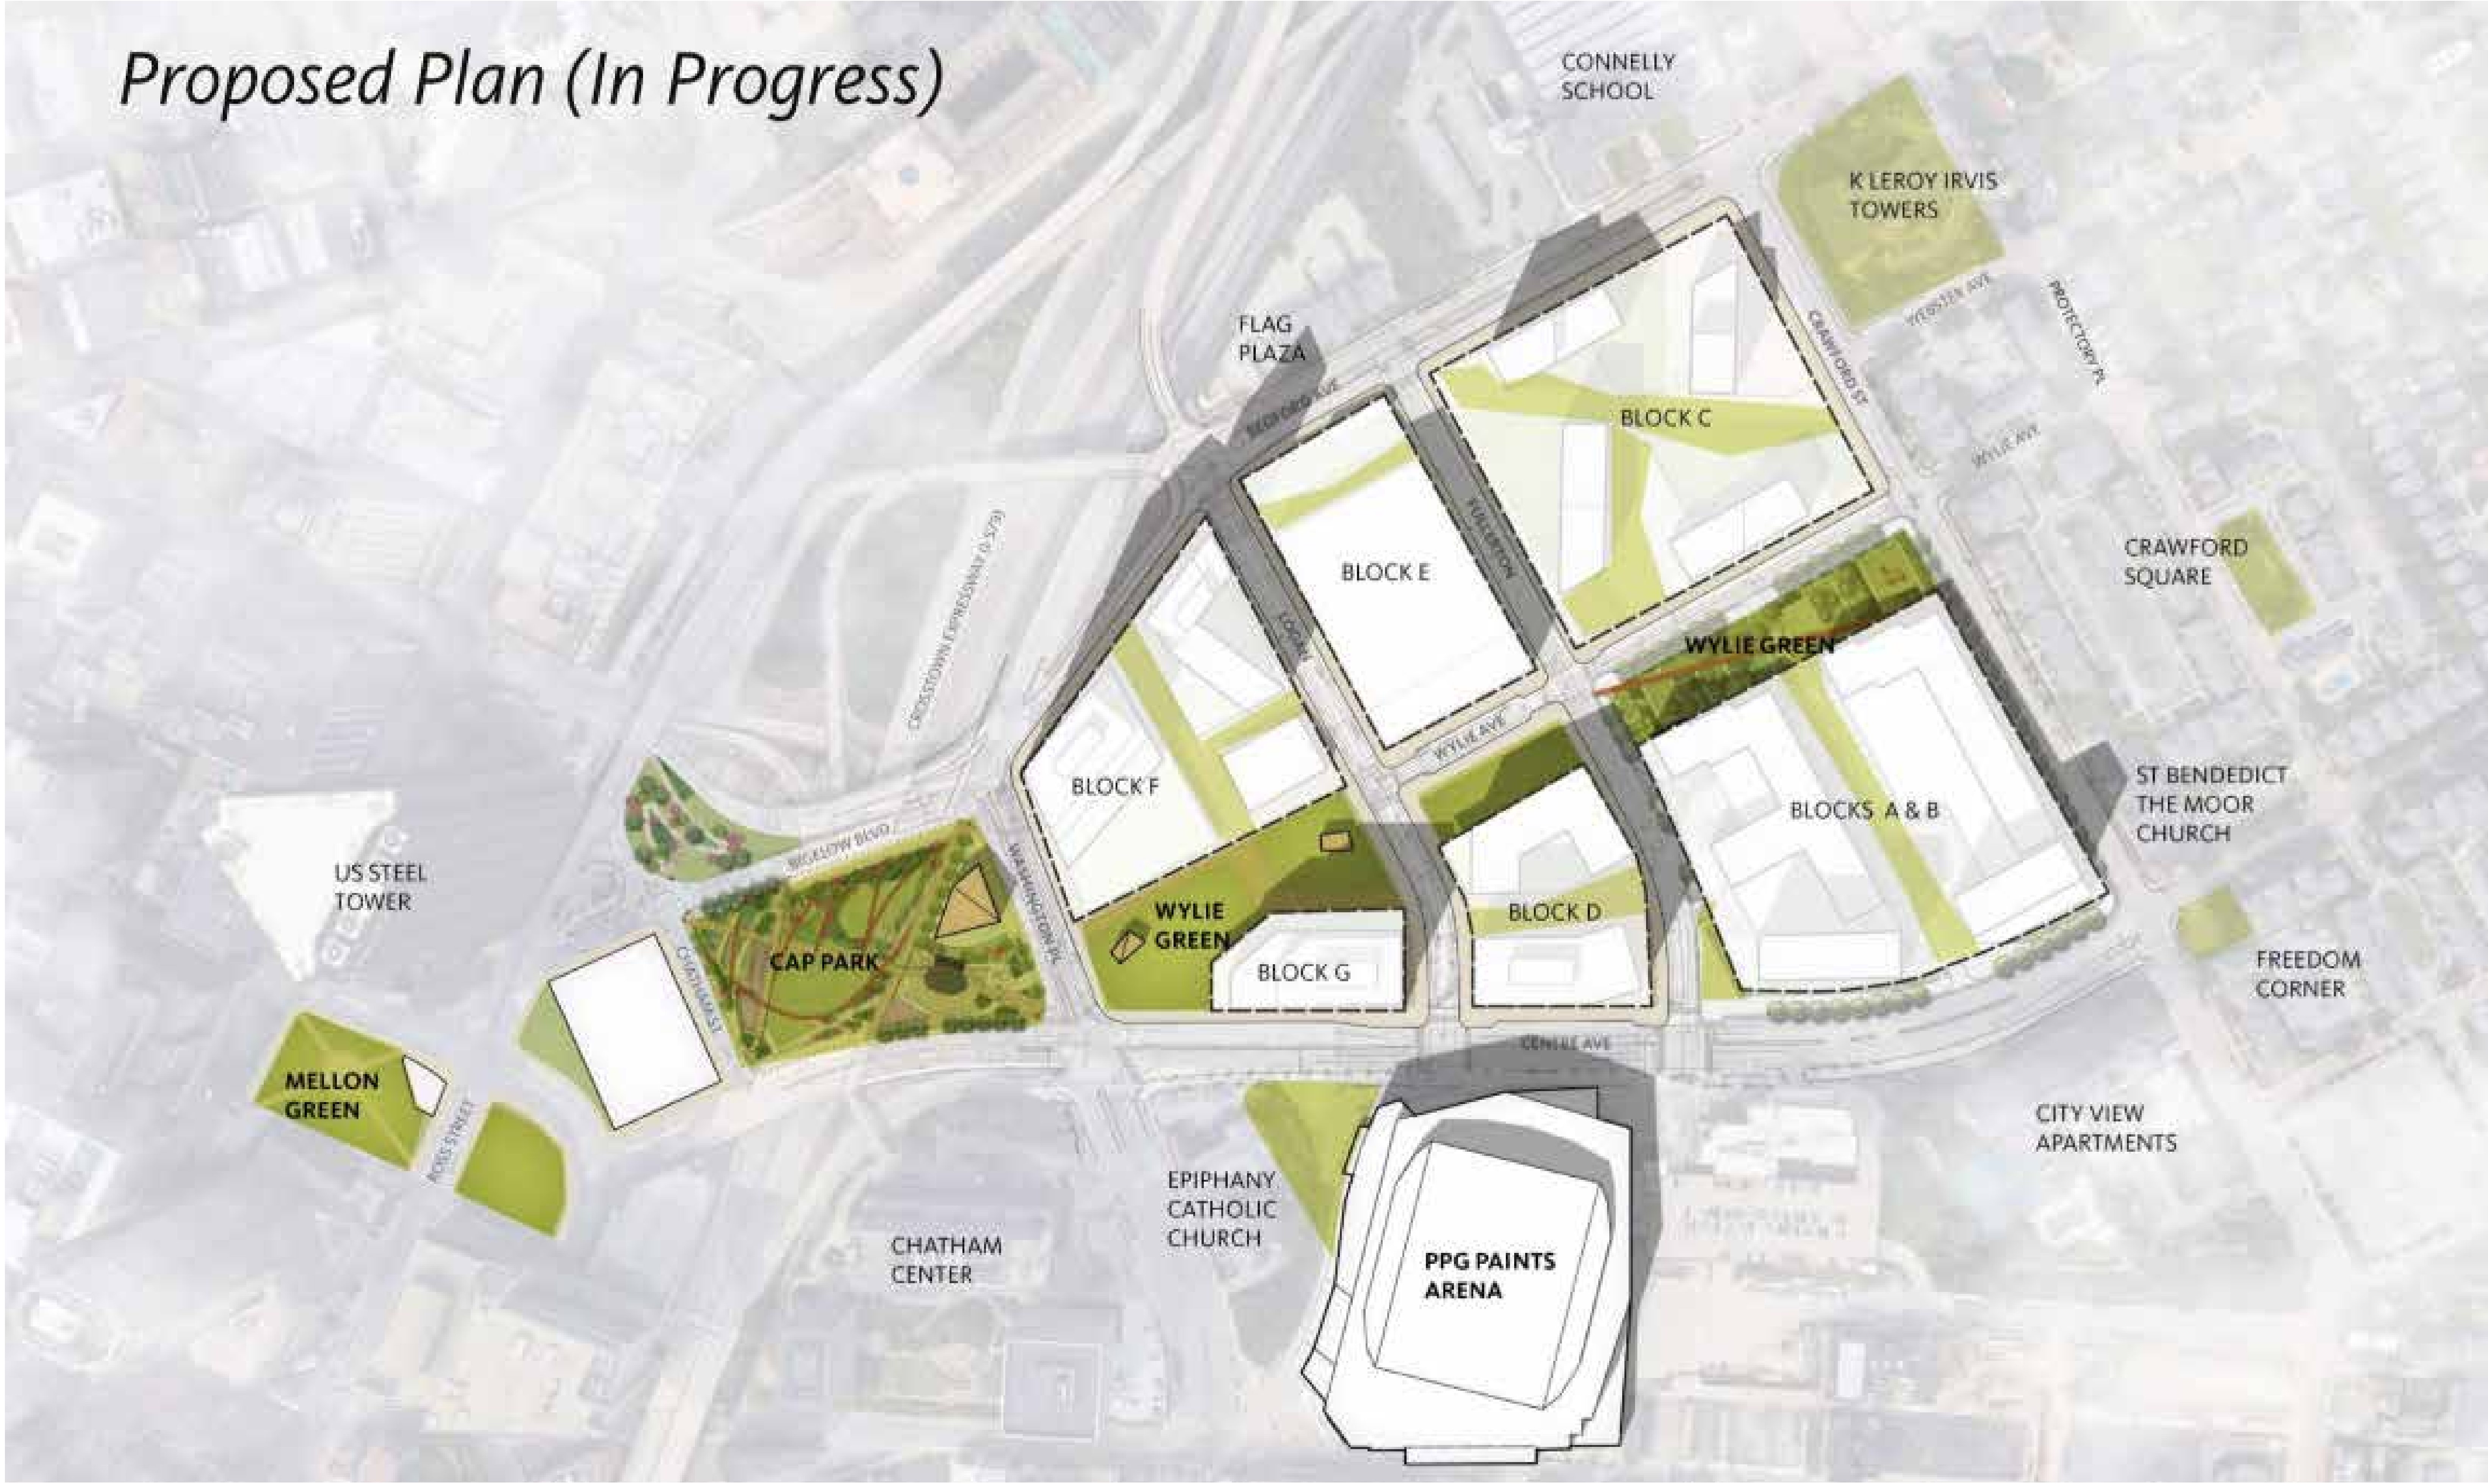 Proposed Plan (In Progress)
CONNELLY
SCHOOL
K LEROY IRVIS
TOWERS
WEBSTER AVE
PROTECTORY PL
CRAWFORD ST
FLAG
PLAZA
BEDFORD AVE
BLOCK C
WYLIE AVE
CROSSTOWN EXPRESSWAY (I-579)
FULLERTON
BLOCK E
CRAWFORD
SQUARE
LOGAN
WYLIE GREEN
WYLIE AVE
BLOCK F
BLOCKS A & B
ST BENDEDICT
THE MOOR
CHURCH
BIGELOW BLVD
WASHINGTON PL
US STEEL
TOWER
WYLIE
GREEN
BLOCK D
CAP PARK
CHATHAM ST
BLOCK G
FREEDOM
CORNER
CENTRE AVE
MELLON
GREEN
ROSS STREET
CITY VIEW
APARTMENTS
EPIPHANY
CATHOLIC
CHURCH
CHATHAM
CENTER
PPG PAINTS
ARENA